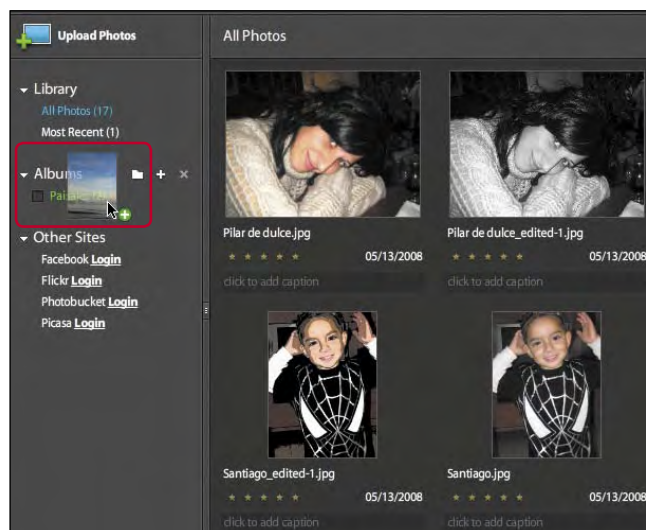 Upload Photos
All Photos
Library
All Photos (17)
Most Recent (1)
Albums
Other Sites
Facebook Login
Flickr Login
Photobucket Login
Picasa Login
Pilar de dulce.jpg
05/13/2008
click to add caption
Pilar de dulce_edited-1.jpg
05/13/2008
click to add caption
Santiago_edited-1.jpg
05/13/2008
click to add caption
Santiago.jpg
05/13/2008
click to add caption